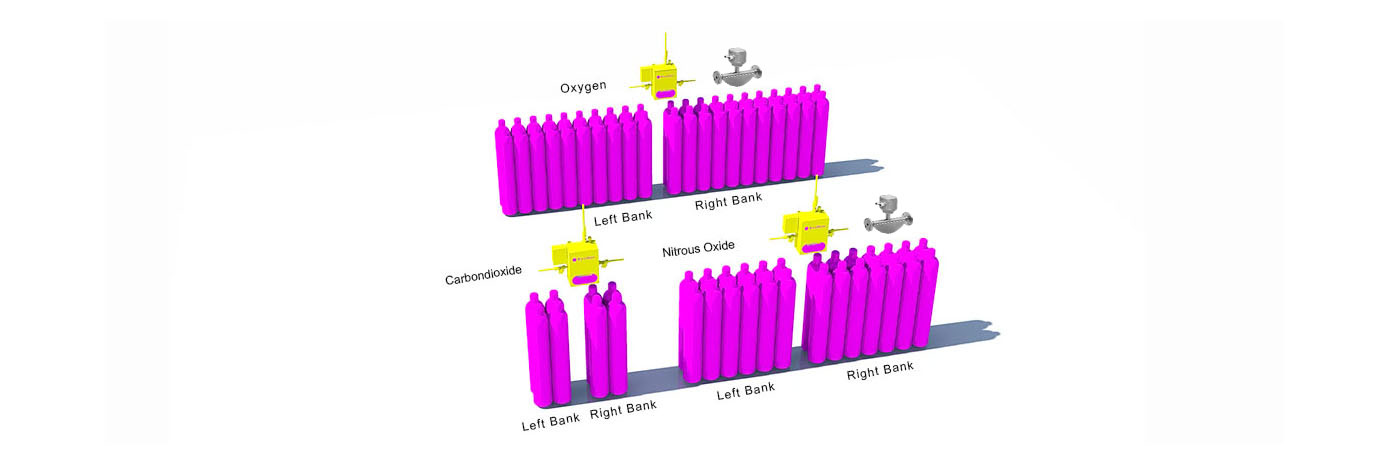 Oxygen
Left Bank
Right Bank
Carbondioxide
Nitrous Oxide
Left Bank
Right Bank
Left Bank
Right Bank